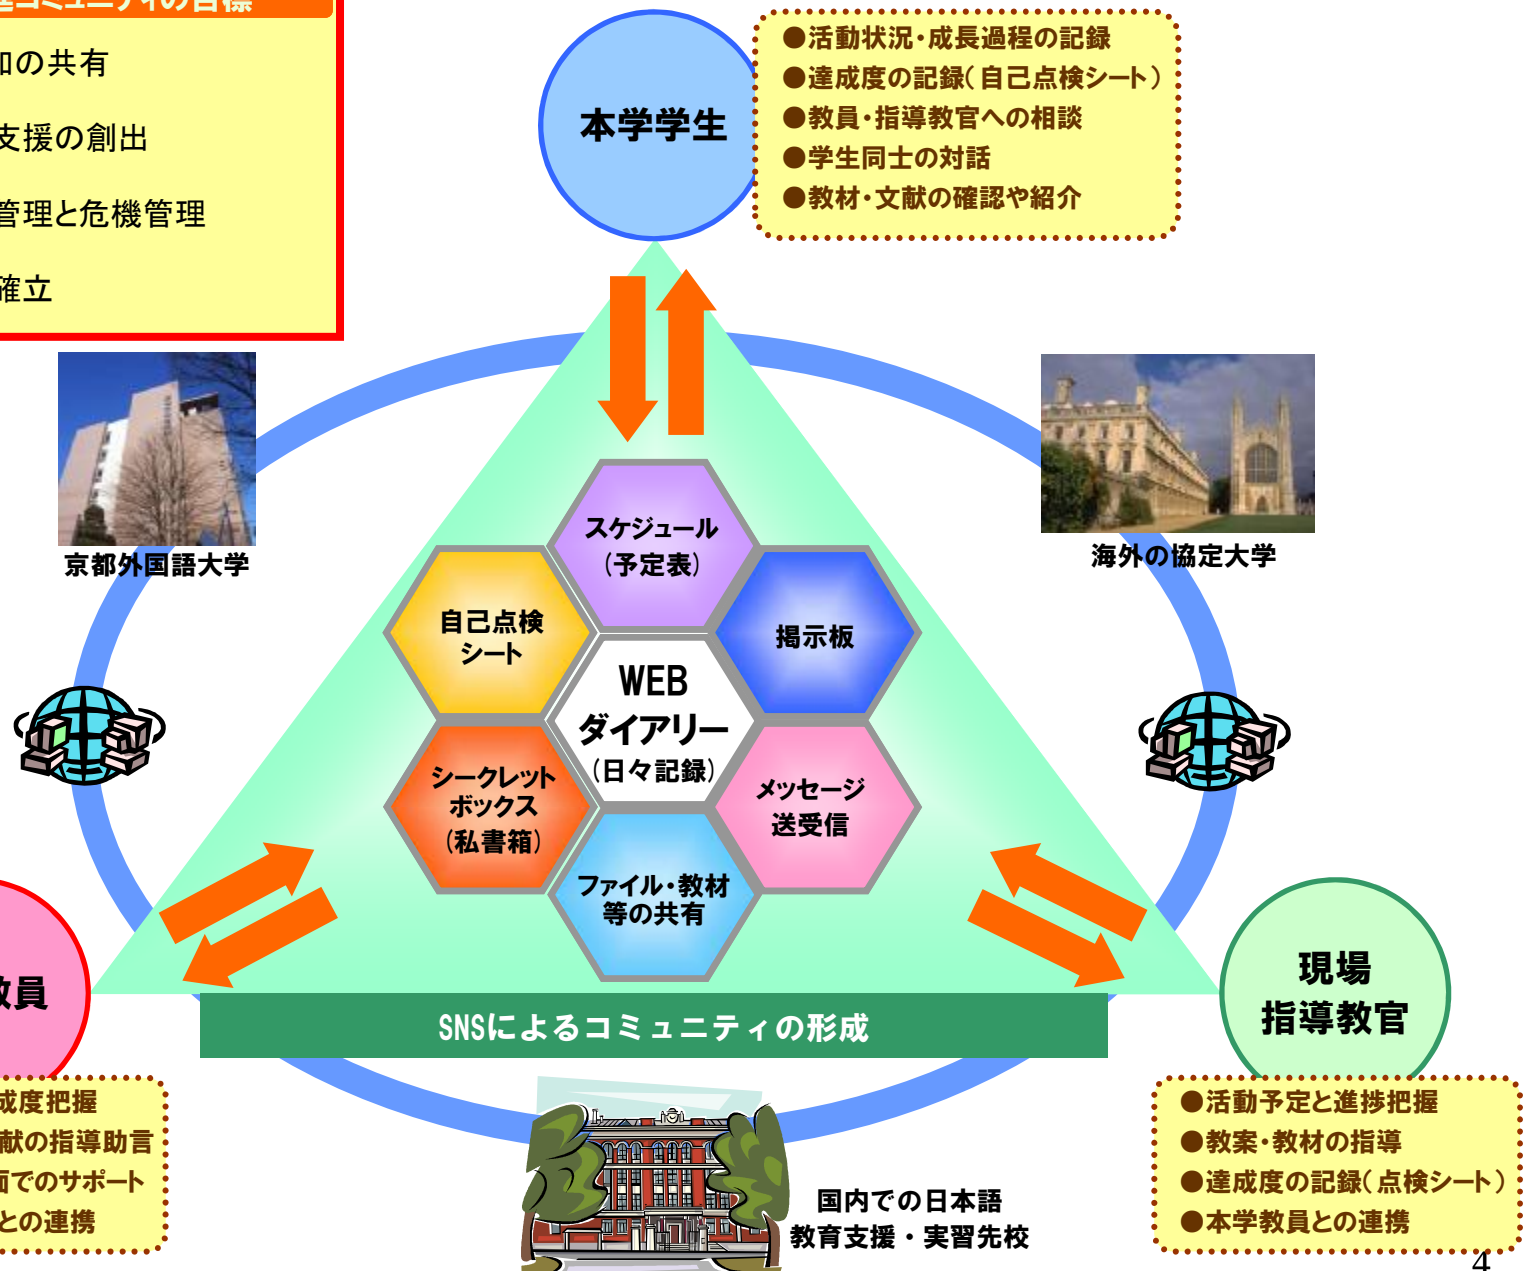 コミュニティの目標
の共有
支援の創出
管理と危機管理
確立
本学学生
●活動状況・成長過程の記録
●達成度の記録(自己点検シート)
●教員・指導教官への相談
●学生同士の対話
●教材・文献の確認や紹介
京都外国語大学
海外の協定大学
スケジュール
(予定表)
自己点検
シート
掲示板
WEB
ダイアリー
(日々記録)
シークレット
ボックス
(私書箱)
メッセージ
送受信
ファイル・教材
等の共有
SNSによるコミュニティの形成
教員
成度把握
献の指導助言
面でのサポート
との連携
現場
指導教官
●活動予定と進捗把握
●教案・教材の指導
●達成度の記録(点検シート)
●本学教員との連携
国内での日本語
教育支援・実習先校
4